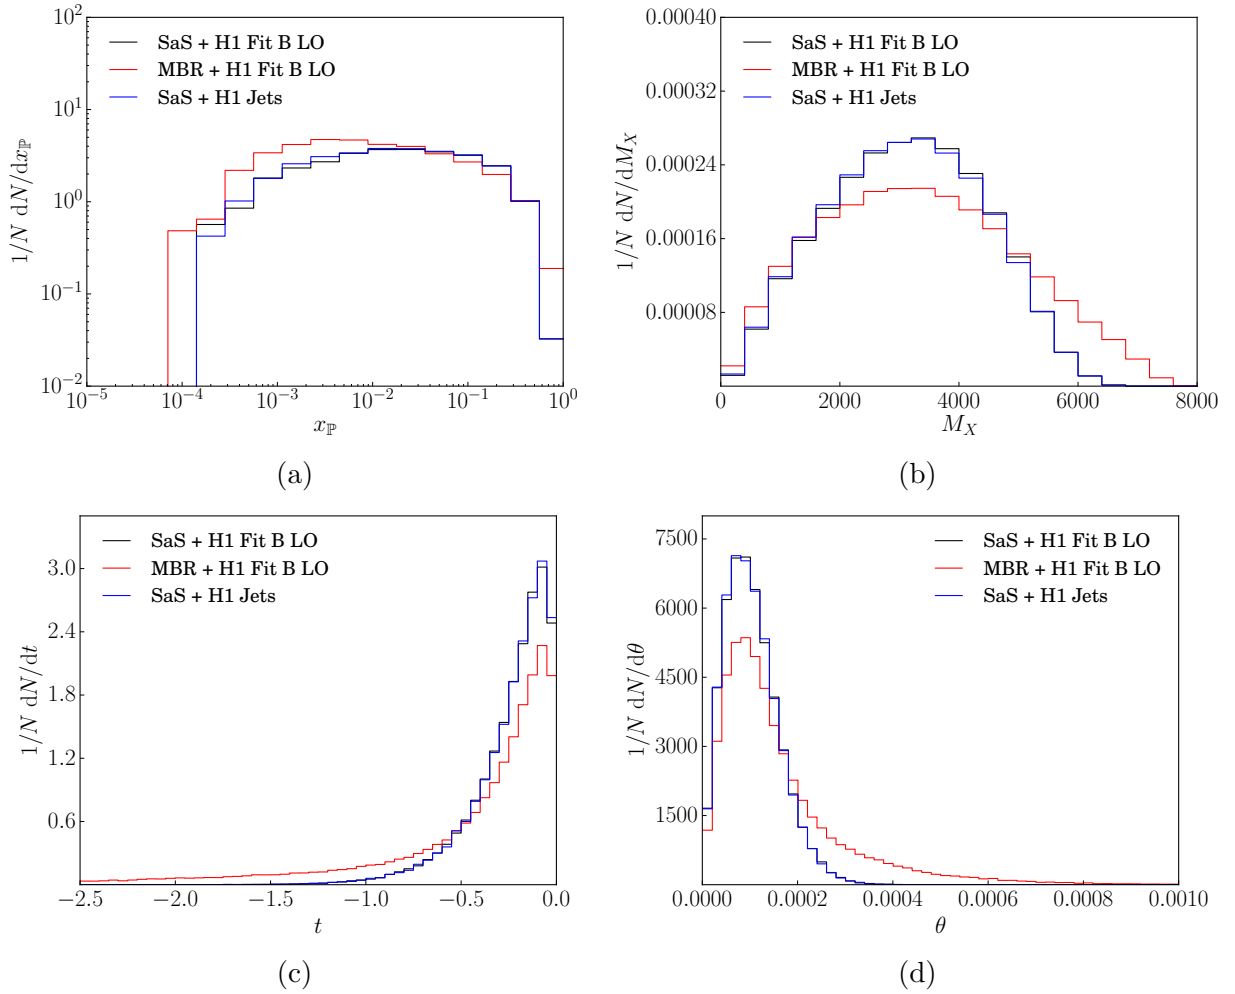 10^2
10^1
10^0
10^{-1}
10^{-2}
1/N dN/dx_ℙ
SaS + H1 Fit B LO
MBR + H1 Fit B LO
SaS + H1 Jets
10^{-5} 10^{-4} 10^{-3} 10^{-2} 10^{-1} 10^0
x_ℙ
(a)
0.00040
0.00032
0.00024
0.00016
0.00008
1/N dN/dM_X
SaS + H1 Fit B LO
MBR + H1 Fit B LO
SaS + H1 Jets
0 2000 4000 6000 8000
M_X
(b)
3.0
2.4
1.8
1.2
0.6
1/N dN/dt
SaS + H1 Fit B LO
MBR + H1 Fit B LO
SaS + H1 Jets
−2.5 −2.0 −1.5 −1.0 −0.5 0.0
t
(c)
7500
6000
4500
3000
1500
1/N dN/dθ
SaS + H1 Fit B LO
MBR + H1 Fit B LO
SaS + H1 Jets
0.0000 0.0002 0.0004 0.0006 0.0008 0.0010
θ
(d)